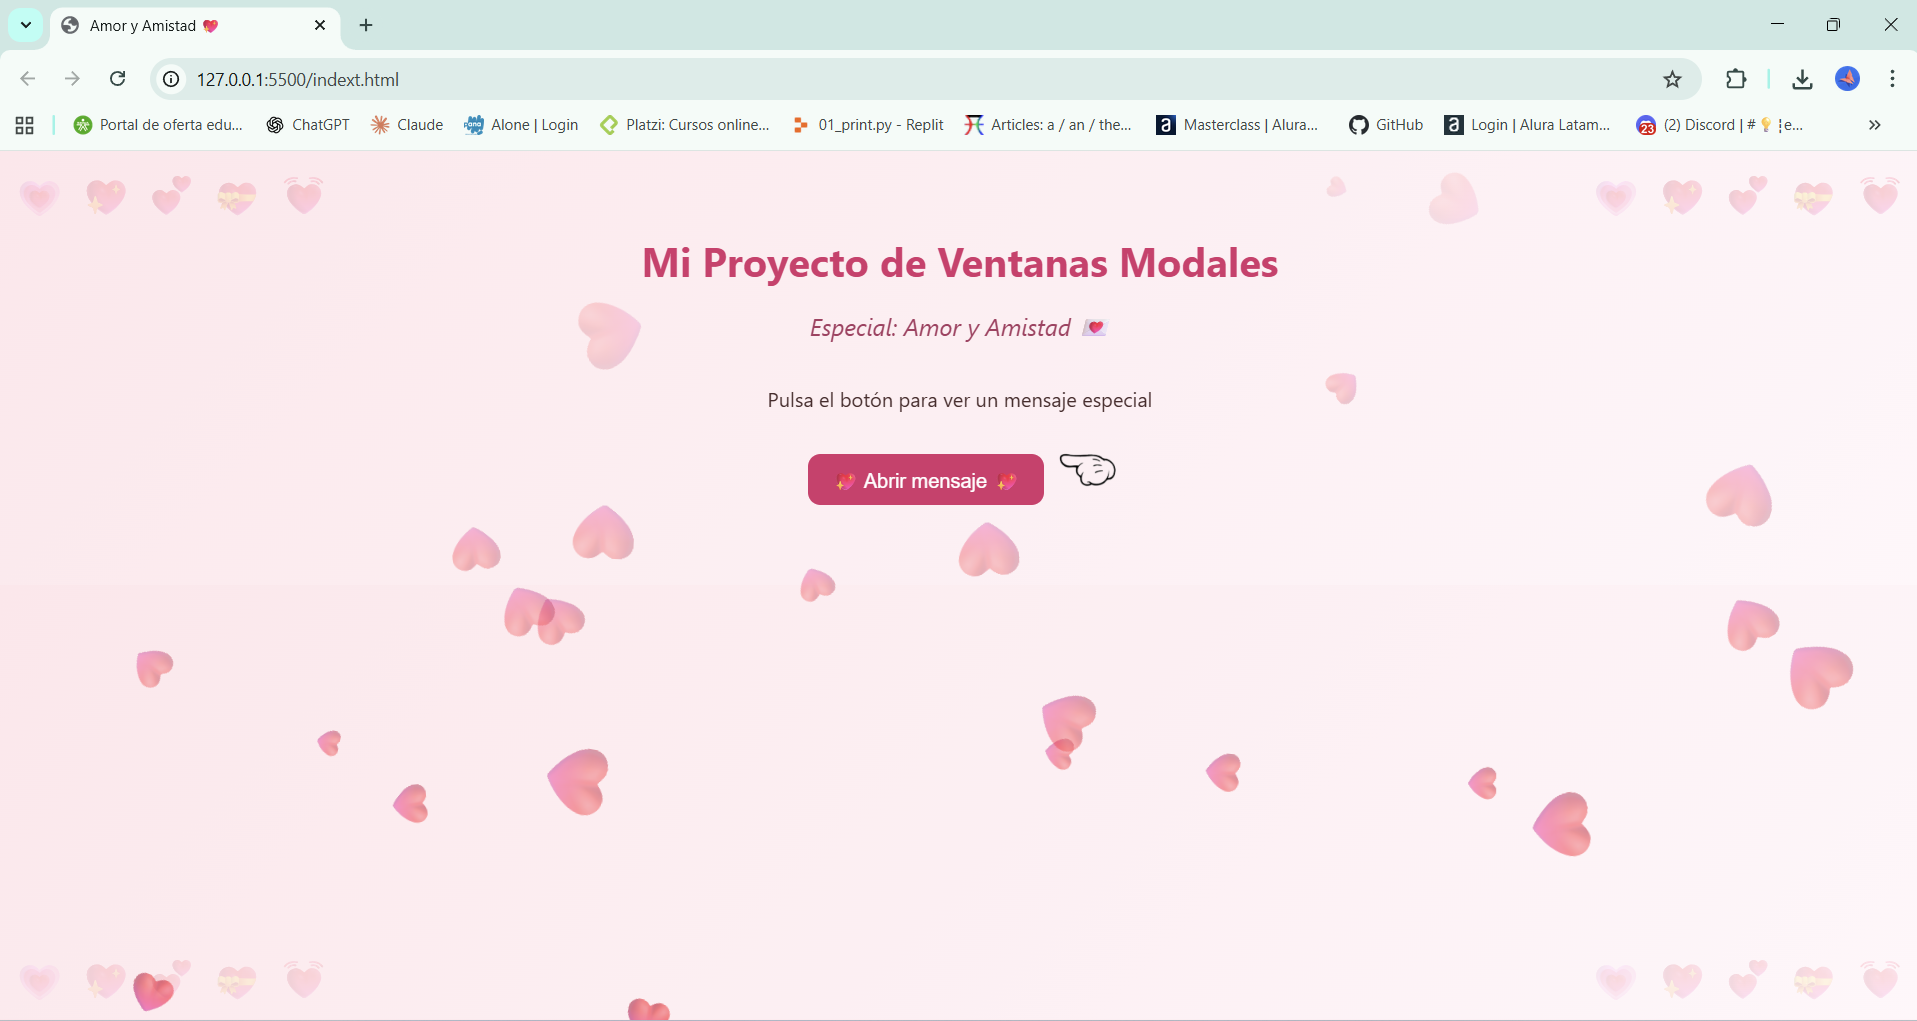 Amor y Amistad 💖
127.0.0.1:5500/indext.html
Portal de oferta edu... ChatGPT Claude Alone | Login Platzi: Cursos online... 01_print.py - Replit Articles: a / an / the... Masterclass | Alura... GitHub Login | Alura Latam... (2) Discord | #💡¦e...
Mi Proyecto de Ventanas Modales
Especial: Amor y Amistad 💌
Pulsa el botón para ver un mensaje especial
💖 Abrir mensaje 💖